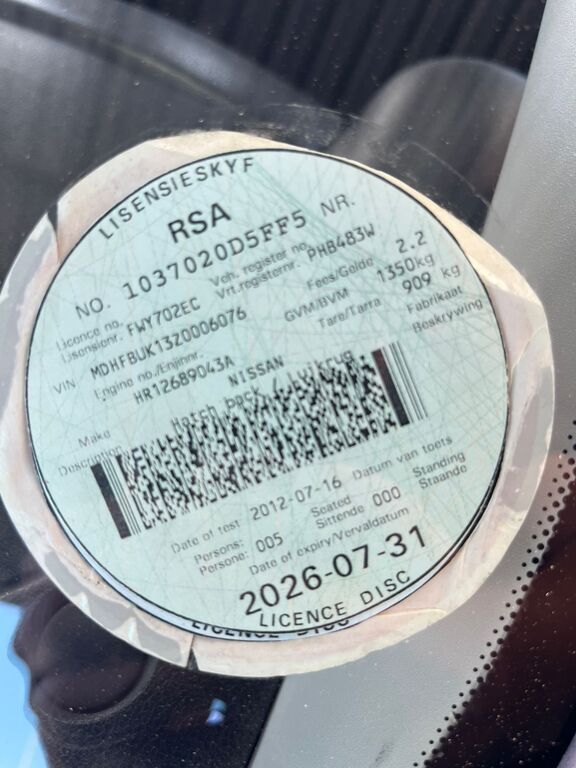 LISENSIESKYF
RSA
NO. 1037020D5FF5 NR.
Licence no. FWY702EC Veh. register no. PHB483W
Lisensienr. Vrt.registernr.
VIN MDHFBUK13Z0006076 Fees/Gelde 2.2
Engine no./Enjinnr. GVM/BVM 1350kg
HR12689043A Tare/Tarra 909 kg
Make NISSAN Fabrikaat
Description Hatch back / Luikrug Beskrywing
Date of test 2012-07-16 Datum van toets
Persons: 005 Seated 000 Standing
Persone: Sittende Staande
Date of expiry/Vervaldatum
2026-07-31
LICENCE DISC
LICENCE DISC